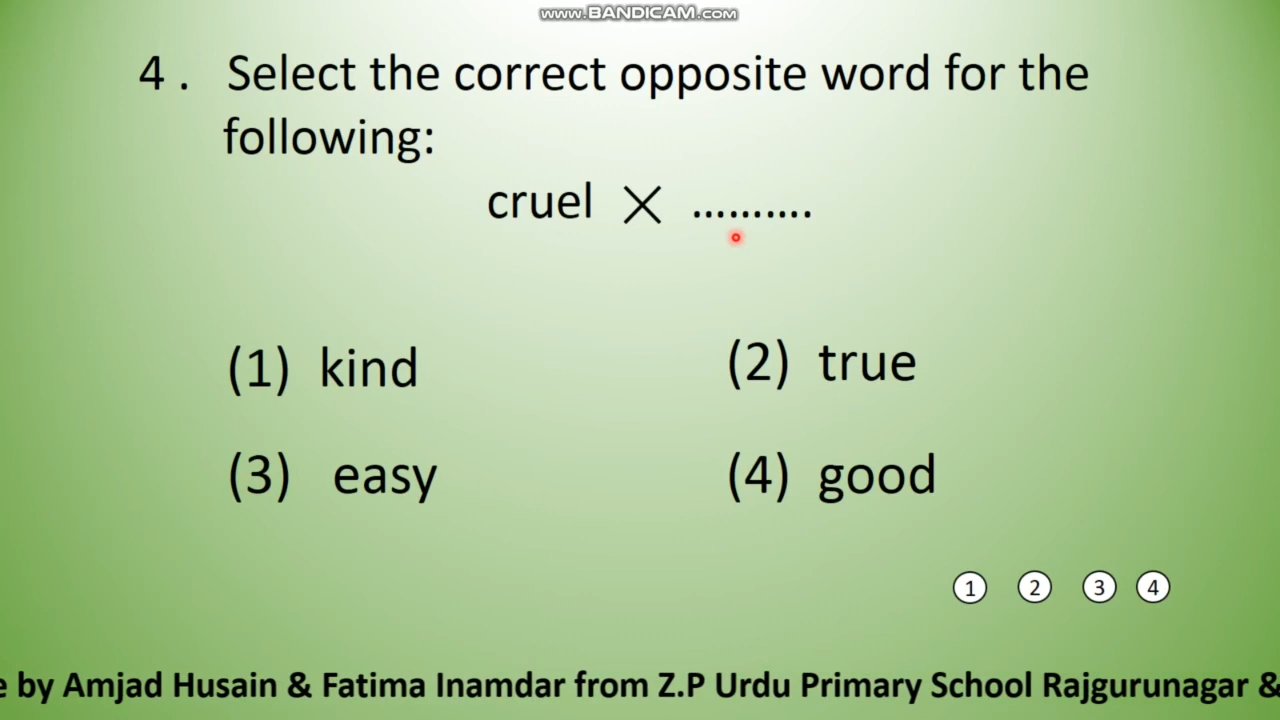 www.BANDICAM.com
4 . Select the correct opposite word for the
following:
cruel × ..........
(1) kind
(2) true
(3) easy
(4) good
1 2 3 4
e by Amjad Husain & Fatima Inamdar from Z.P Urdu Primary School Rajgurunagar &